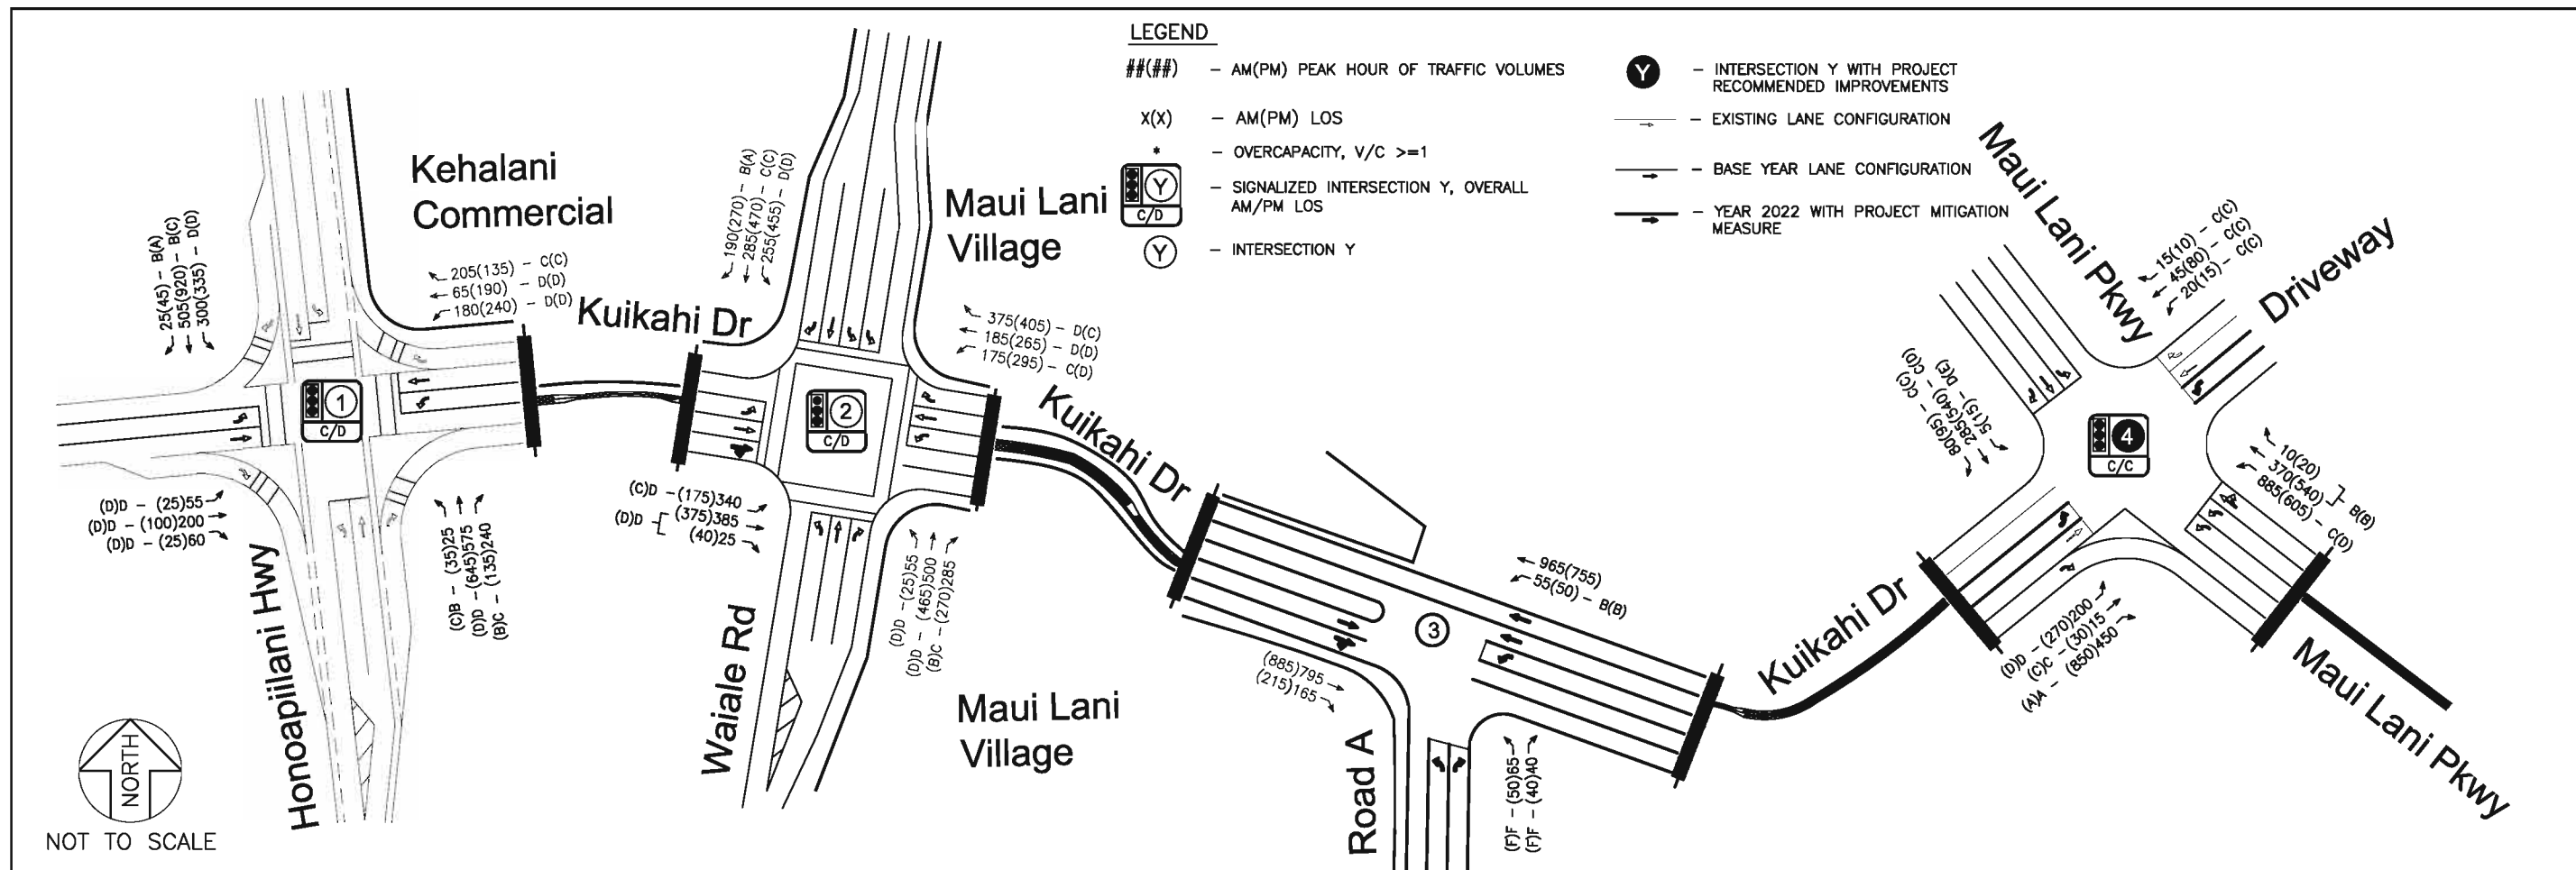 LEGEND
##(##) – AM(PM) PEAK HOUR OF TRAFFIC VOLUMES
X(X) – AM(PM) LOS
* – OVERCAPACITY, V/C >=1
Y
C/D
– SIGNALIZED INTERSECTION Y, OVERALL
AM/PM LOS
Y – INTERSECTION Y
Y – INTERSECTION Y WITH PROJECT
RECOMMENDED IMPROVEMENTS
– EXISTING LANE CONFIGURATION
– BASE YEAR LANE CONFIGURATION
– YEAR 2022 WITH PROJECT MITIGATION
MEASURE
Kehalani
Commercial
25(45) – B(A)
505(920) – B(C)
300(335) – D(D)
205(135) – C(C)
65(190) – D(D)
180(240) – D(D)
1
C/D
(D)D – (25)55
(D)D – (100)200
(D)D – (25)60
(C)B – (35)25
(D)D – (645)575
(B)C – (135)240
Honoapiilani Hwy
NORTH
NOT TO SCALE
Kuikahi Dr
190(270) – B(A)
285(470) – C(C)
255(455) – D(D)
Maui Lani
Village
375(405) – D(C)
185(265) – D(D)
175(295) – C(D)
2
C/D
(C)D –(175)340
(D)D
(375)385
(40)25
(D)D –(25)55
(D)D – (465)500
(B)C –(270)285
Waiale Rd
Maui Lani
Village
Kuikahi Dr
965(755)
55(50) – B(B)
3
(885)795
(215)165
(F)F – (50)65
(F)F – (40)40
Road A
Kuikahi Dr
Maui Lani Pkwy
15(10) – C(C)
45(80) – C(C)
20(15) – C(C)
Driveway
80(95) – C(C)
285(540) – C(D)
5(15) – D(E)
4
C/C
10(20)
370(540)
B(B)
885(605) – C(D)
(D)D –(270)200
(C)C – (30)15
(A)A – (850)450
Maui Lani Pkwy